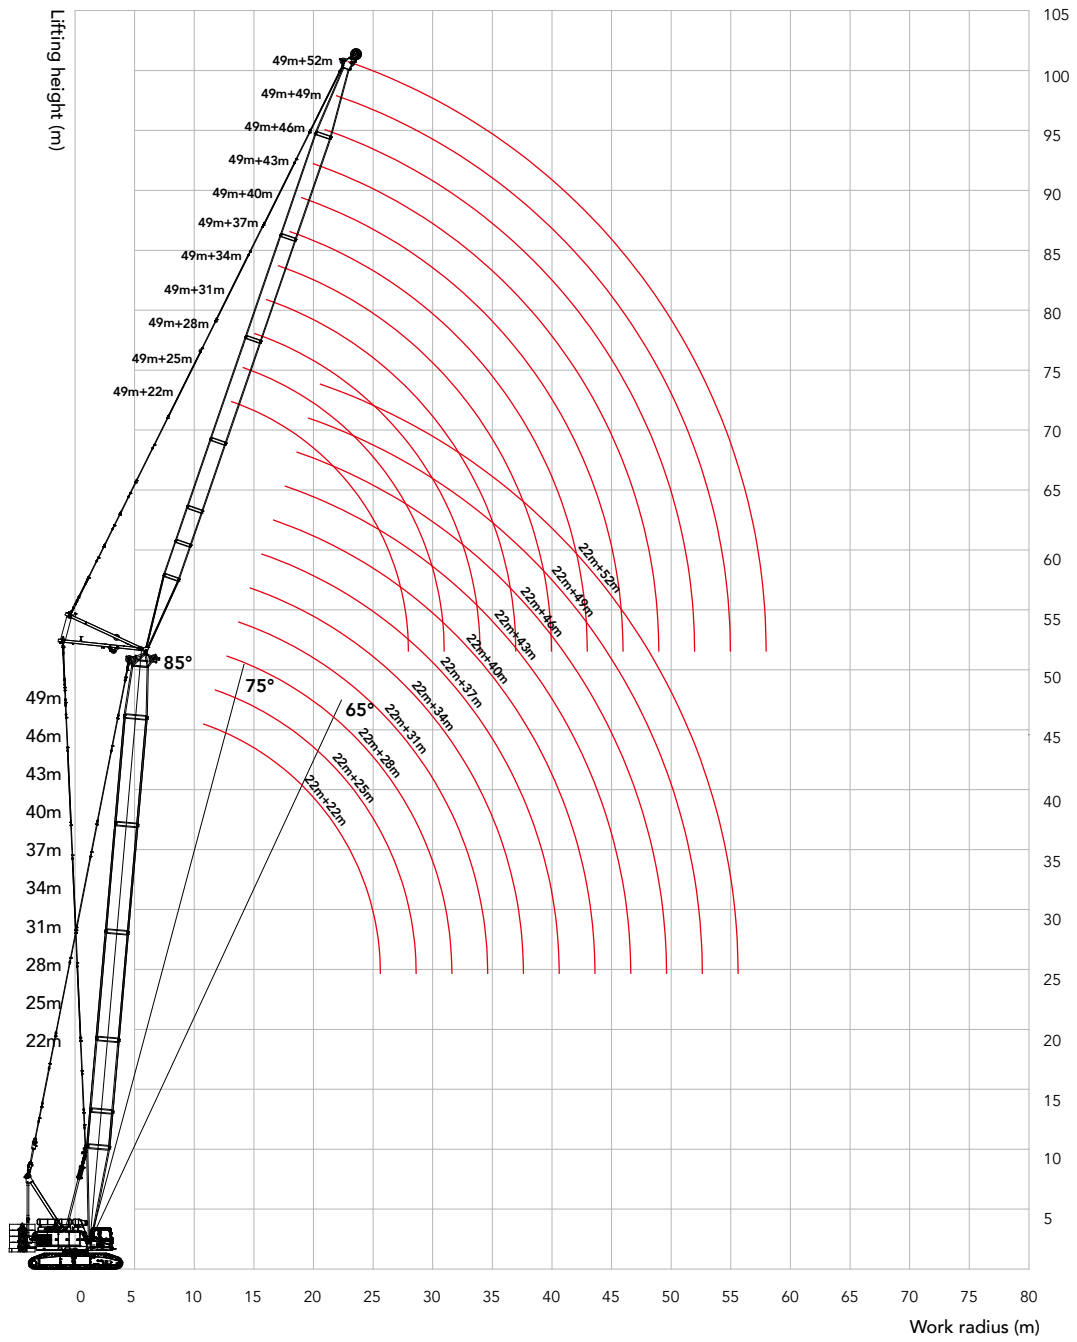 Lifting height (m)
105
100
95
90
85
80
75
70
65
60
55
50
45
40
35
30
25
20
15
10
5
49m+52m
49m+49m
49m+46m
49m+43m
49m+40m
49m+37m
49m+34m
49m+31m
49m+28m
49m+25m
49m+22m
22m+52m
22m+49m
22m+46m
22m+43m
22m+40m
22m+37m
22m+34m
22m+31m
22m+28m
22m+25m
22m+22m
85°
75°
65°
49m
46m
43m
40m
37m
34m
31m
28m
25m
22m
0 5 10 15 20 25 30 35 40 45 50 55 60 65 70 75 80
Work radius (m)